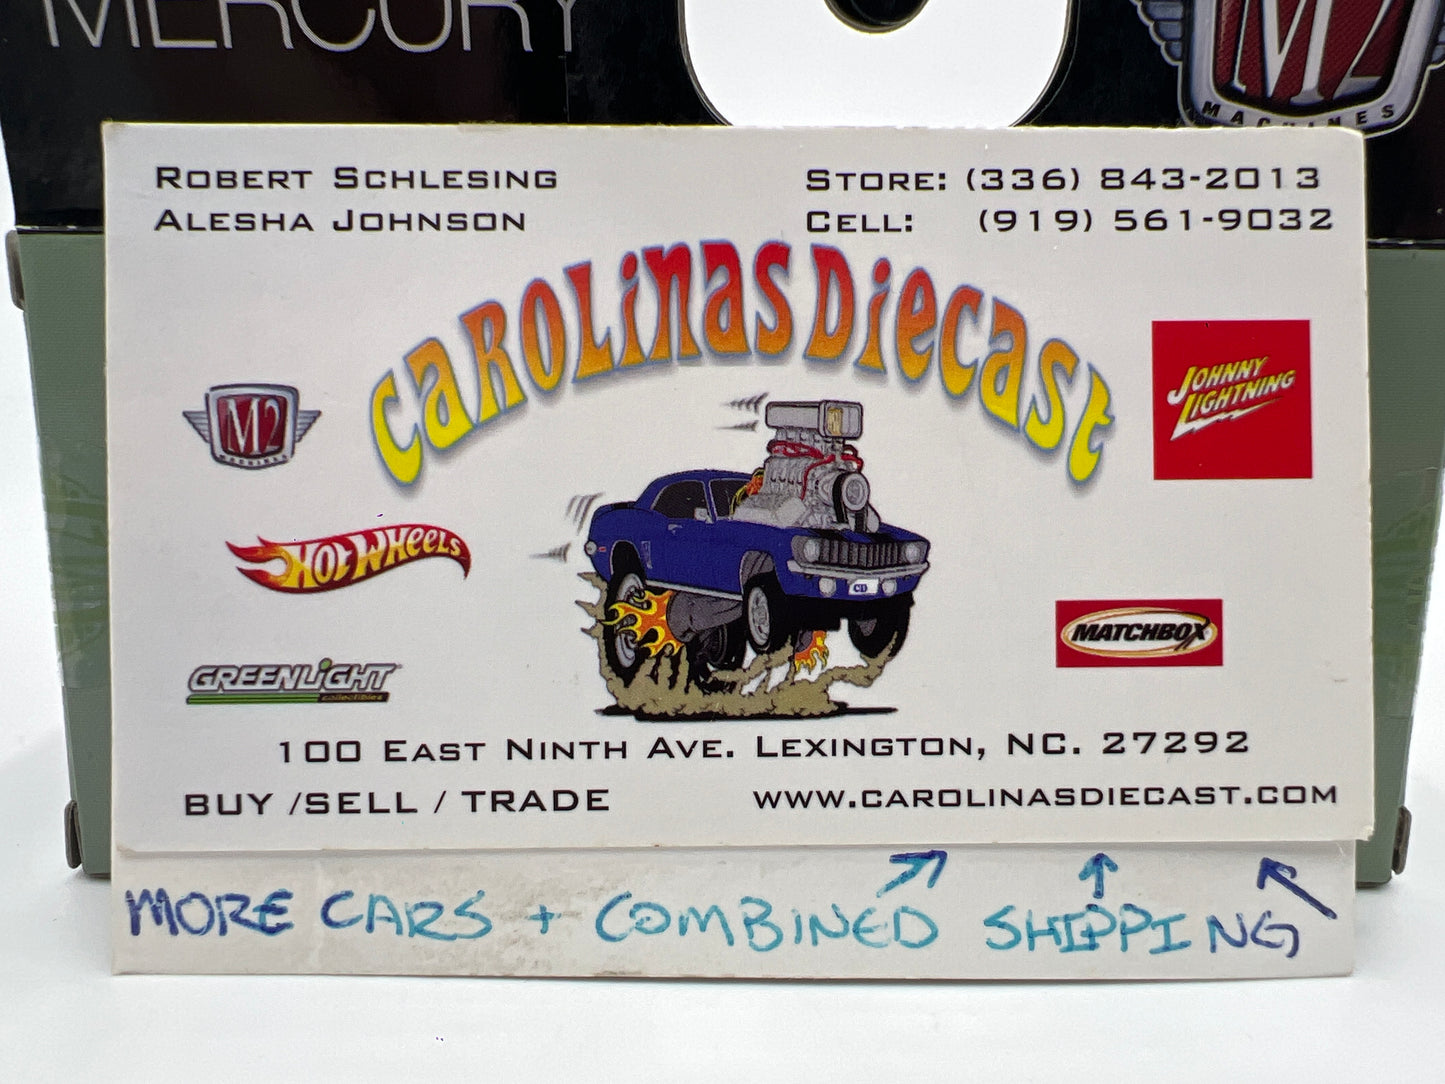 MERCURY
M2
MACHINES
ROBERT SCHLESING
ALESHA JOHNSON
STORE: (336) 843-2013
CELL: (919) 561-9032
CAROLINAS DIECAST
M2
MACHINES
JOHNNY
LIGHTNING
HOT WHEELS
CD
MATCHBOX
GREENLIGHT
collectibles
100 EAST NINTH AVE. LEXINGTON, NC. 27292
BUY /SELL / TRADE
WWW.CAROLINASDIECAST.COM
MORE CARS + COMBINED SHIPPING